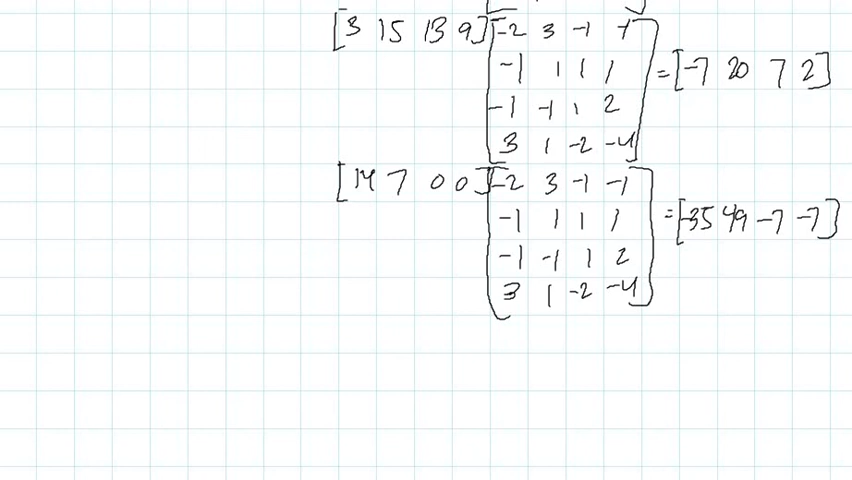 [3 15 13 9] [-2 3 -1 -1
-1 1 1 1 = [-7 20 7 2]
-1 -1 1 2
3 1 -2 -4]
[14 7 0 0] [-2 3 -1 -1
-1 1 1 1 = [-35 49 -7 -7]
-1 -1 1 2
3 1 -2 -4]